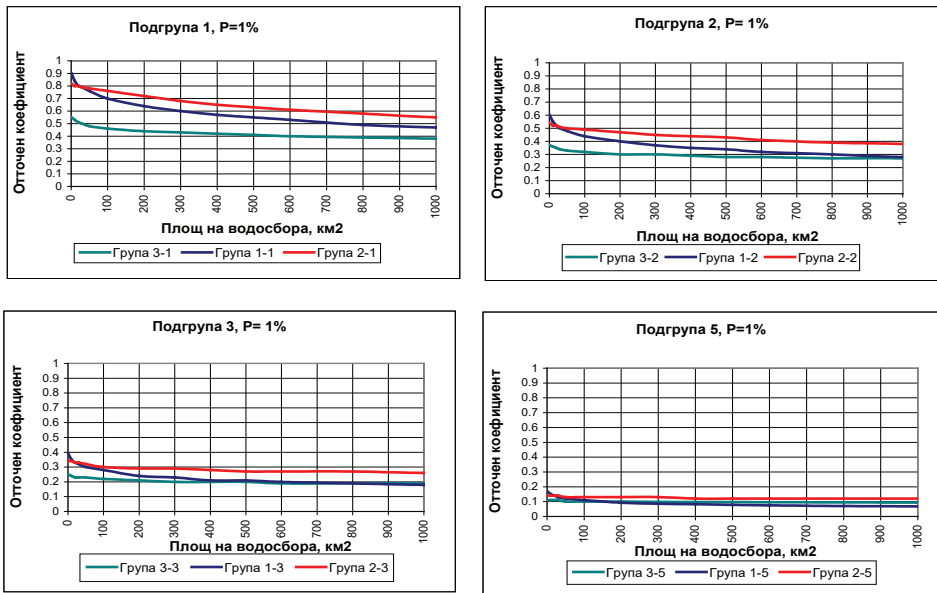 Подгрупа 1, P=1%
Отточен коефициент
1
0.9
0.8
0.7
0.6
0.5
0.4
0.3
0.2
0.1
0
0 100 200 300 400 500 600 700 800 900 1000
Площ на водосбора, км2
Група 3-1 Група 1-1 Група 2-1
Подгрупа 2, P= 1%
Отточен коефициент
1
0.9
0.8
0.7
0.6
0.5
0.4
0.3
0.2
0.1
0
0 100 200 300 400 500 600 700 800 900 1000
Площ на водосбора, км2
Група 3-2 Група 1-2 Група 2-2
Подгрупа 3, P= 1%
Отточен коефициент
1
0.9
0.8
0.7
0.6
0.5
0.4
0.3
0.2
0.1
0
0 100 200 300 400 500 600 700 800 900 1000
Площ на водосбора, км2
Група 3-3 Група 1-3 Група 2-3
Подгрупа 5, P=1%
Отточен коефициент
1
0.9
0.8
0.7
0.6
0.5
0.4
0.3
0.2
0.1
0
0 100 200 300 400 500 600 700 800 900 1000
Площ на водосбора, км2
Група 3-5 Група 1-5 Група 2-5